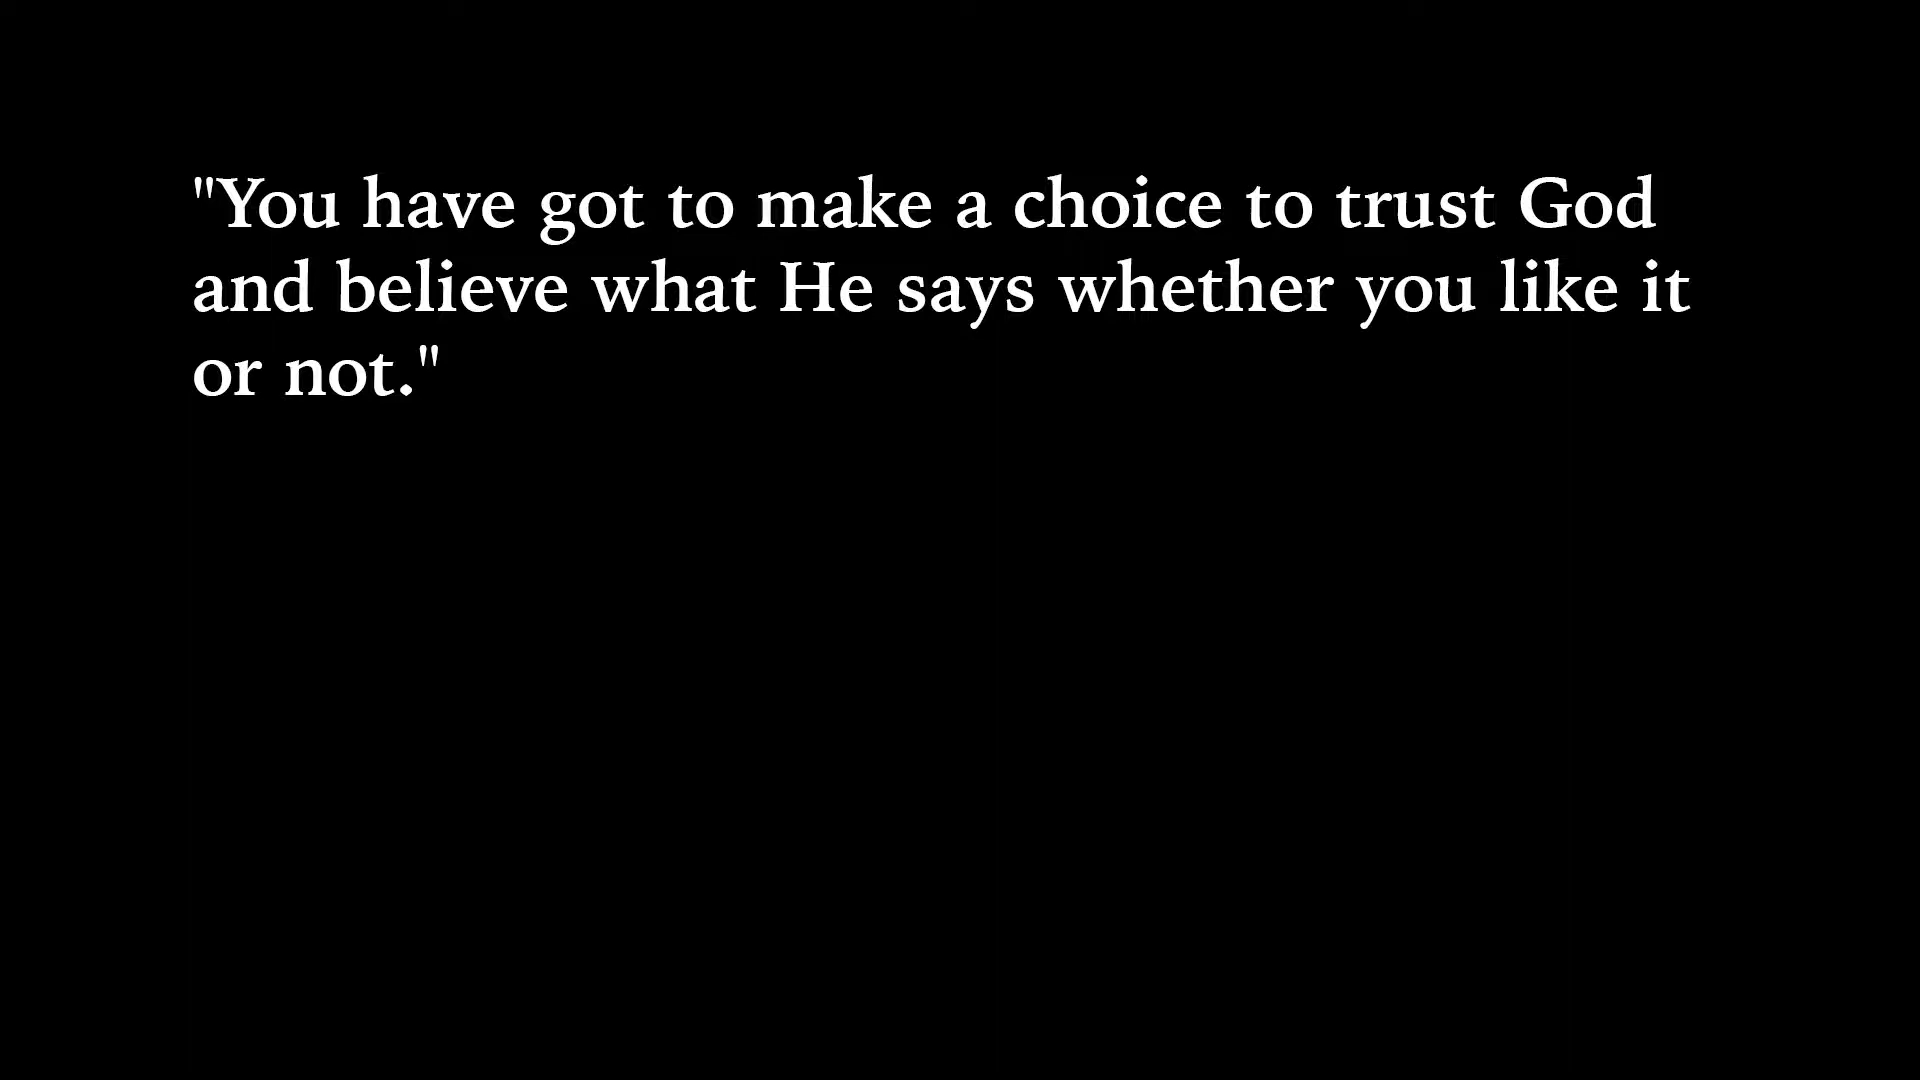 "You have got to make a choice to trust God
and believe what He says whether you like it
or not."